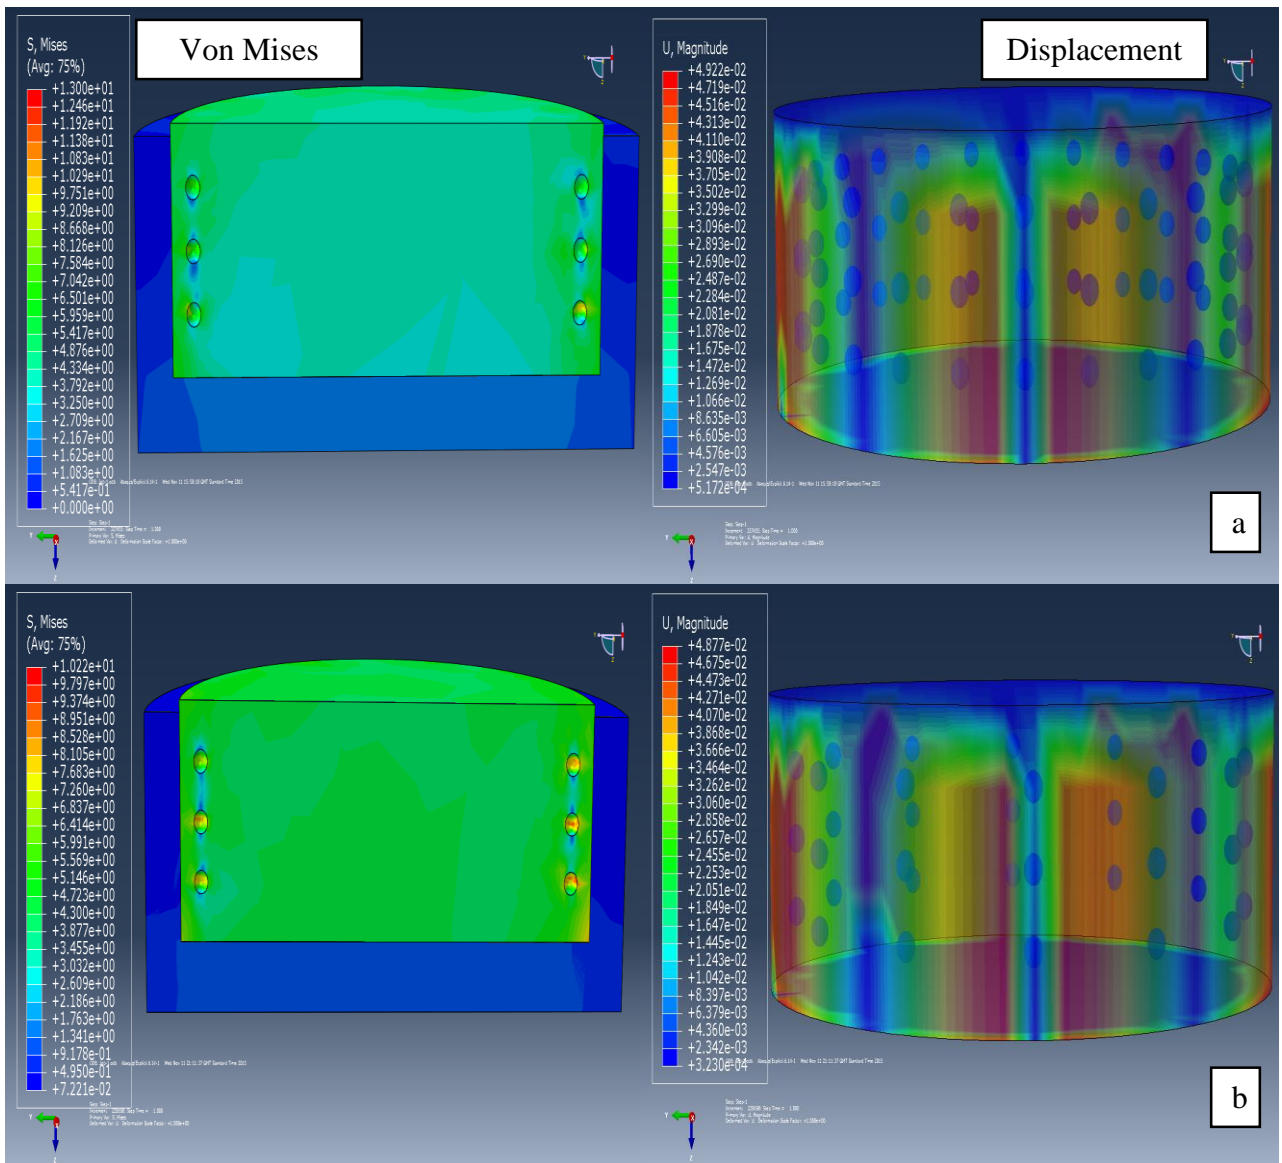 S, Mises
(Avg: 75%)
+1.300e+01
+1.246e+01
+1.192e+01
+1.138e+01
+1.083e+01
+1.029e+01
+9.751e+00
+9.209e+00
+8.668e+00
+8.126e+00
+7.584e+00
+7.042e+00
+6.501e+00
+5.959e+00
+5.417e+00
+4.876e+00
+4.334e+00
+3.792e+00
+3.250e+00
+2.709e+00
+2.167e+00
+1.625e+00
+1.083e+00
+5.417e-01
+0.000e+00
Von Mises
U, Magnitude
+4.922e-02
+4.719e-02
+4.516e-02
+4.313e-02
+4.110e-02
+3.908e-02
+3.705e-02
+3.502e-02
+3.299e-02
+3.096e-02
+2.893e-02
+2.690e-02
+2.487e-02
+2.284e-02
+2.081e-02
+1.878e-02
+1.675e-02
+1.472e-02
+1.269e-02
+1.066e-02
+8.635e-03
+6.605e-03
+4.576e-03
+2.547e-03
+5.172e-04
Displacement
a
S, Mises
(Avg: 75%)
+1.022e+01
+9.797e+00
+9.374e+00
+8.951e+00
+8.528e+00
+8.105e+00
+7.683e+00
+7.260e+00
+6.837e+00
+6.414e+00
+5.991e+00
+5.569e+00
+5.146e+00
+4.723e+00
+4.300e+00
+3.877e+00
+3.455e+00
+3.032e+00
+2.609e+00
+2.186e+00
+1.763e+00
+1.341e+00
+9.178e-01
+4.950e-01
+7.221e-02
U, Magnitude
+4.877e-02
+4.675e-02
+4.473e-02
+4.271e-02
+4.070e-02
+3.868e-02
+3.666e-02
+3.464e-02
+3.262e-02
+3.060e-02
+2.858e-02
+2.657e-02
+2.455e-02
+2.253e-02
+2.051e-02
+1.849e-02
+1.647e-02
+1.445e-02
+1.243e-02
+1.042e-02
+8.397e-03
+6.379e-03
+4.360e-03
+2.342e-03
+3.230e-04
b